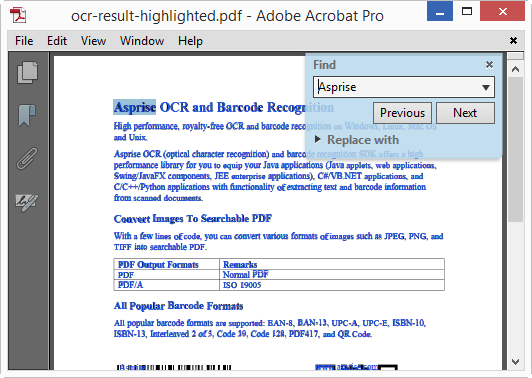 ocr-result-highlighted.pdf - Adobe Acrobat Pro
File Edit View Window Help
Find
Asprise
Previous Next
Replace with
Asprise OCR and Barcode Recognition
High performance, royalty-free OCR and barcode recognition on Windows, Linux, Mac OS
and Unix.
Asprise OCR (optical character recognition) and barcode recognition SDK offers a high
performance library for you to equip your Java applications (Java applets, web applications,
Swing/JavaFX components, JEE enterprise applications), C#/VB.NET applications, and
C/C++/Python applications with functionality of extracting text and barcode information
from scanned documents.
Convert Images To Searchable PDF
With a few lines of code, you can convert various formats of images such as JPEG, PNG, and
TIFF into searchable PDF.
PDF Output Formats Remarks
PDF Normal PDF
PDF/A ISO 19005
All Popular Barcode Formats
All popular barcode formats are supported: EAN-8, EAN-13, UPC-A, UPC-E, ISBN-10,
ISBN-13, Interleaved 2 of 5, Code 39, Code 128, PDF417, and QR Code.